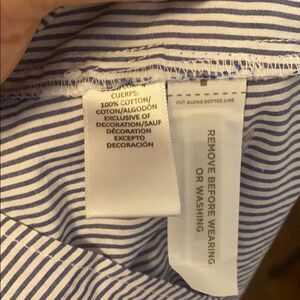 CUERPS:
100% COTTON/
COTON/ALGODÓN
EXCLUSIVE OF
DECORATION/SAUF
DÉCORATION
EXCEPTO
DECORACIÓN
CUT ALONG DOTTED LINE
REMOVE BEFORE WEARING
OR WASHING